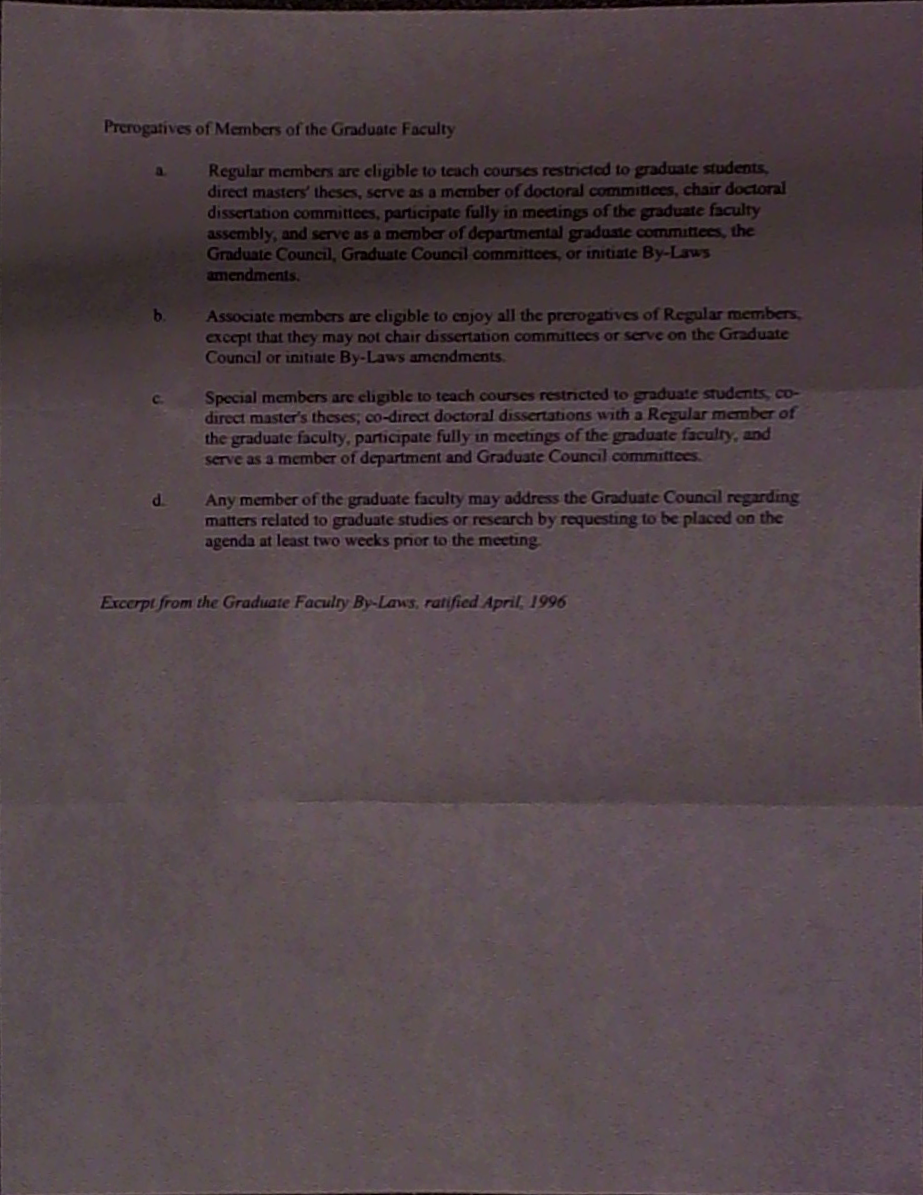 Prerogatives of Members of the Graduate Faculty
a. Regular members are eligible to teach courses restricted to graduate students,
direct masters' theses, serve as a member of doctoral committees, chair doctoral
dissertation committees, participate fully in meetings of the graduate faculty
assembly, and serve as a member of departmental graduate committees, the
Graduate Council, Graduate Council committees, or initiate By-Laws
amendments.
b. Associate members are eligible to enjoy all the prerogatives of Regular members,
except that they may not chair dissertation committees or serve on the Graduate
Council or initiate By-Laws amendments.
c. Special members are eligible to teach courses restricted to graduate students, co-
direct master's theses; co-direct doctoral dissertations with a Regular member of
the graduate faculty, participate fully in meetings of the graduate faculty, and
serve as a member of department and Graduate Council committees.
d. Any member of the graduate faculty may address the Graduate Council regarding
matters related to graduate studies or research by requesting to be placed on the
agenda at least two weeks prior to the meeting.
Excerpt from the Graduate Faculty By-Laws, ratified April, 1996